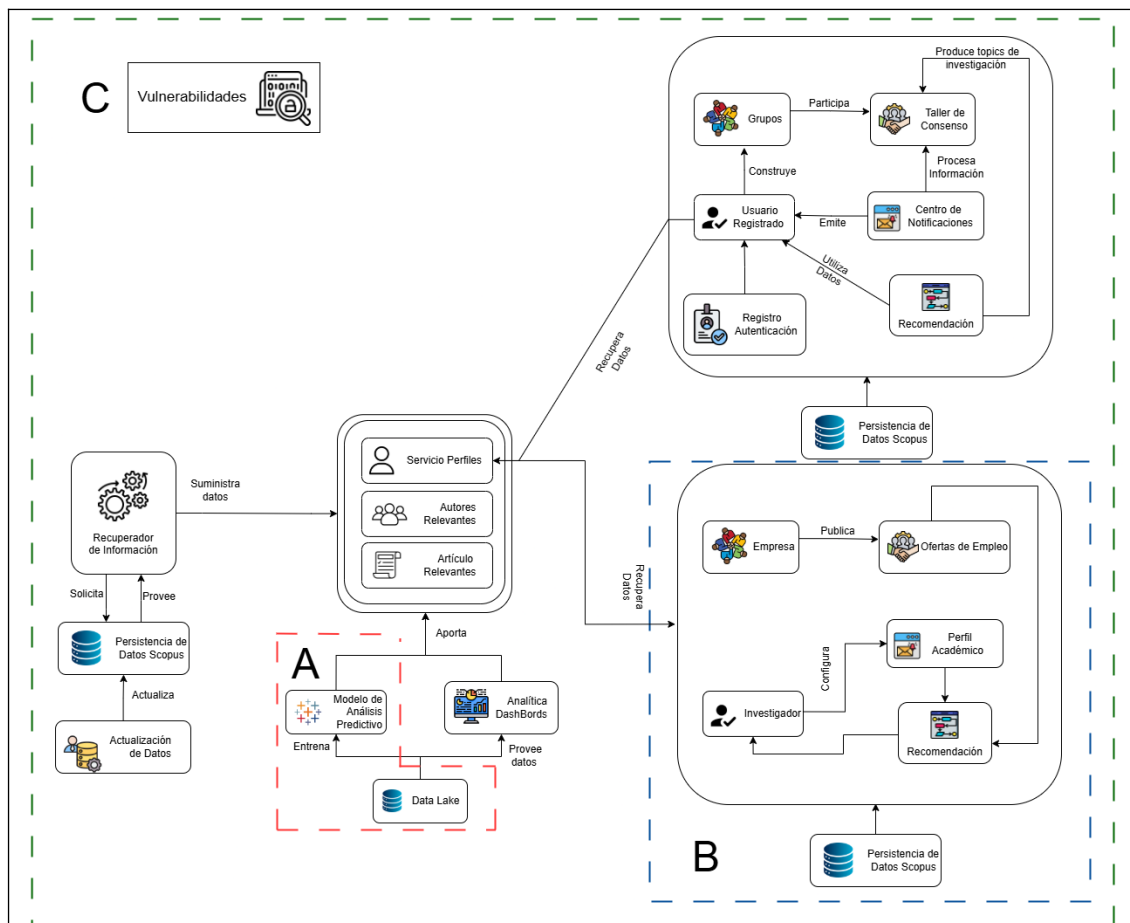 C
Vulnerabilidades
Produce topics de
investigación
Grupos
Participa
Taller de
Consenso
Construye
Procesa
Información
Usuario
Registrado
Emite
Centro de
Notificaciones
Utiliza
Datos
Registro
Autenticación
Recomendación
Recupera
Datos
Persistencia de
Datos Scopus
Servicio Perfiles
Autores
Relevantes
Artículo
Relevantes
Suministra
datos
Recuperador
de Información
Solicita
Provee
Persistencia de
Datos Scopus
Actualiza
Actualización
de Datos
Aporta
A
Modelo de
Análisis
Predictivo
Analítica
DashBords
Entrena
Provee
datos
Data Lake
Recupera
Datos
Empresa
Publica
Ofertas de Empleo
Perfil
Académico
Configura
Investigador
Recomendación
B
Persistencia de
Datos Scopus